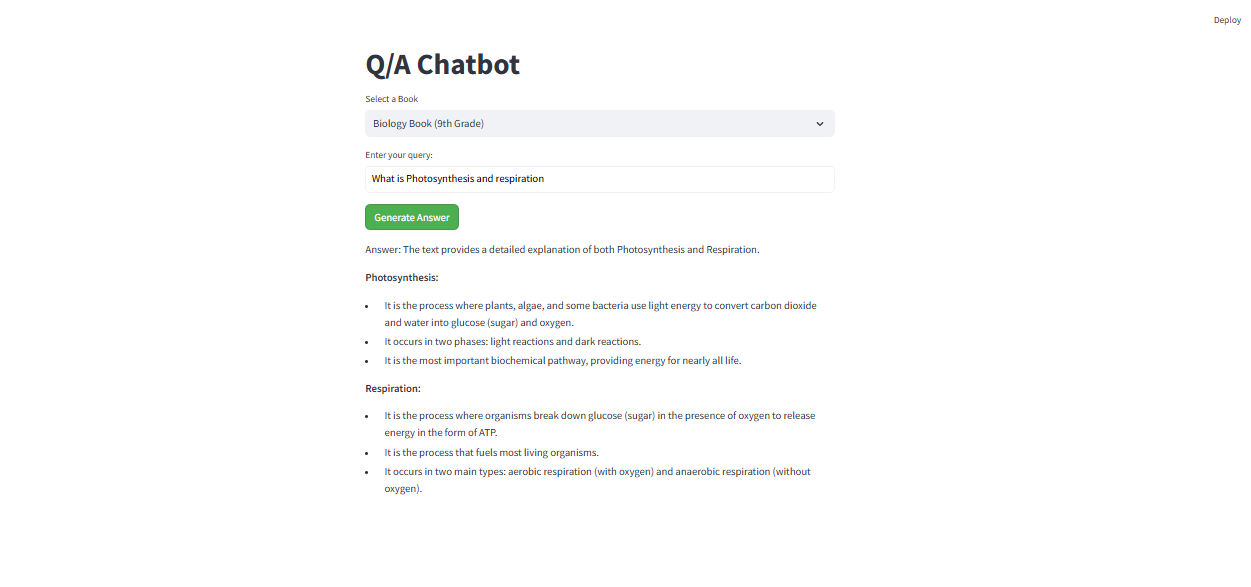 Deploy
Q/A Chatbot
Select a Book
Biology Book (9th Grade)
Enter your query:
What is Photosynthesis and respiration
Generate Answer
Answer: The text provides a detailed explanation of both Photosynthesis and Respiration.
Photosynthesis:
• It is the process where plants, algae, and some bacteria use light energy to convert carbon dioxide
and water into glucose (sugar) and oxygen.
• It occurs in two phases: light reactions and dark reactions.
• It is the most important biochemical pathway, providing energy for nearly all life.
Respiration:
• It is the process where organisms break down glucose (sugar) in the presence of oxygen to release
energy in the form of ATP.
• It is the process that fuels most living organisms.
• It occurs in two main types: aerobic respiration (with oxygen) and anaerobic respiration (without
oxygen).